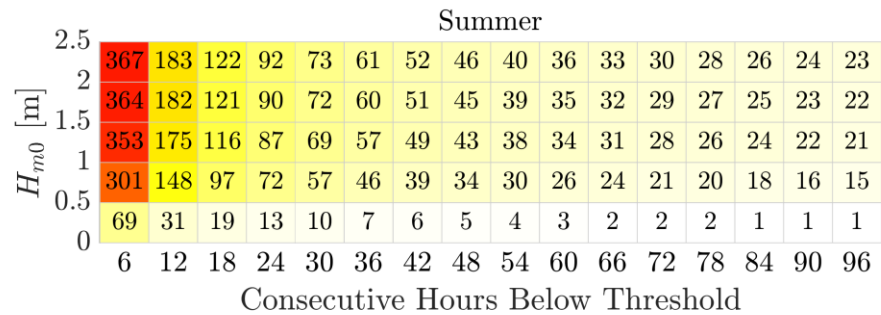 Summer
2.5
367 183 122 92 73 61 52 46 40 36 33 30 28 26 24 23
2
364 182 121 90 72 60 51 45 39 35 32 29 27 25 23 22
1.5
353 175 116 87 69 57 49 43 38 34 31 28 26 24 22 21
1
301 148 97 72 57 46 39 34 30 26 24 21 20 18 16 15
0.5
69 31 19 13 10 7 6 5 4 3 2 2 2 1 1 1
0
H_{m0} [m]
6 12 18 24 30 36 42 48 54 60 66 72 78 84 90 96
Consecutive Hours Below Threshold